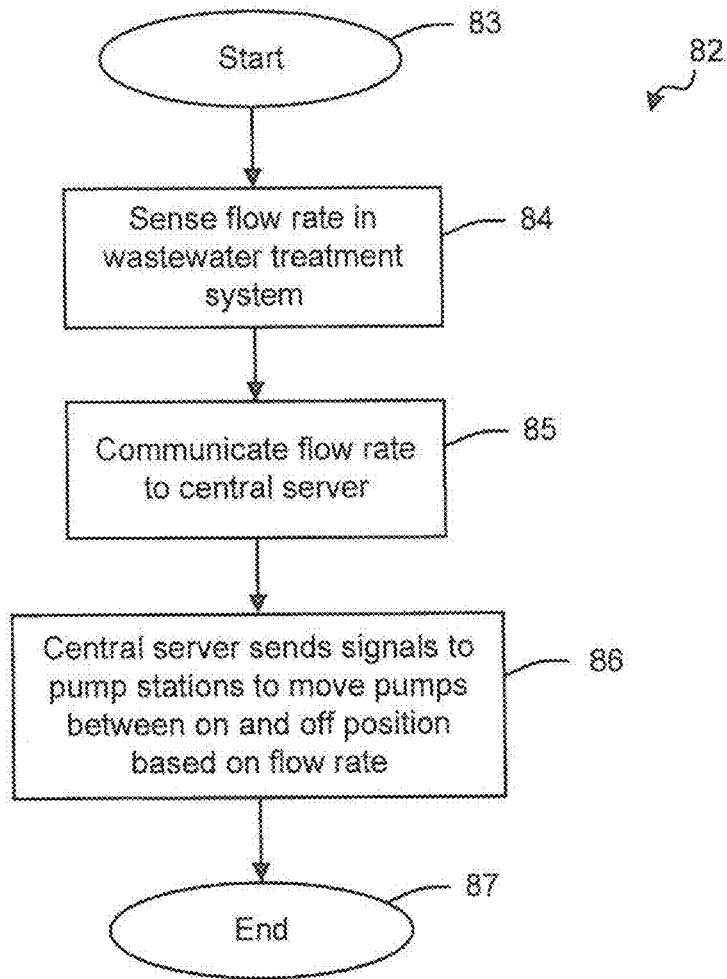 Start
83
82
Sense flow rate in
wastewater treatment
system
84
Communicate flow rate
to central server
85
Central server sends signals to
pump stations to move pumps
between on and off position
based on flow rate
86
End
87